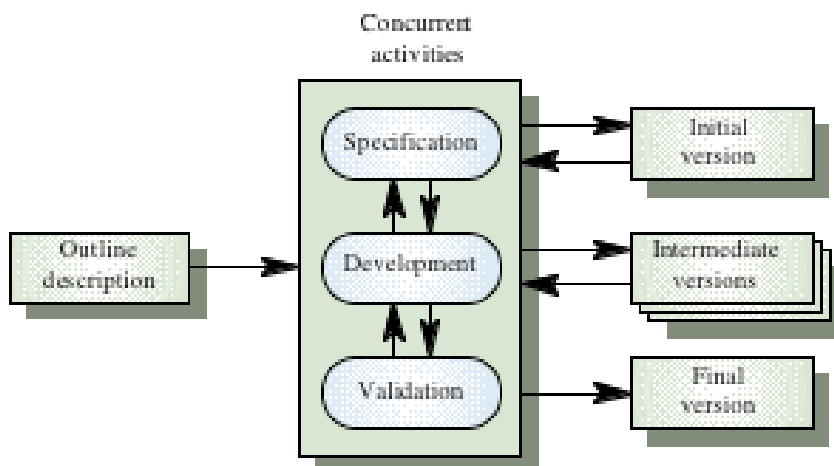 Concurrent
activities
Specification
Initial
version
Outline
description
Development
Intermediate
versions
Validation
Final
version